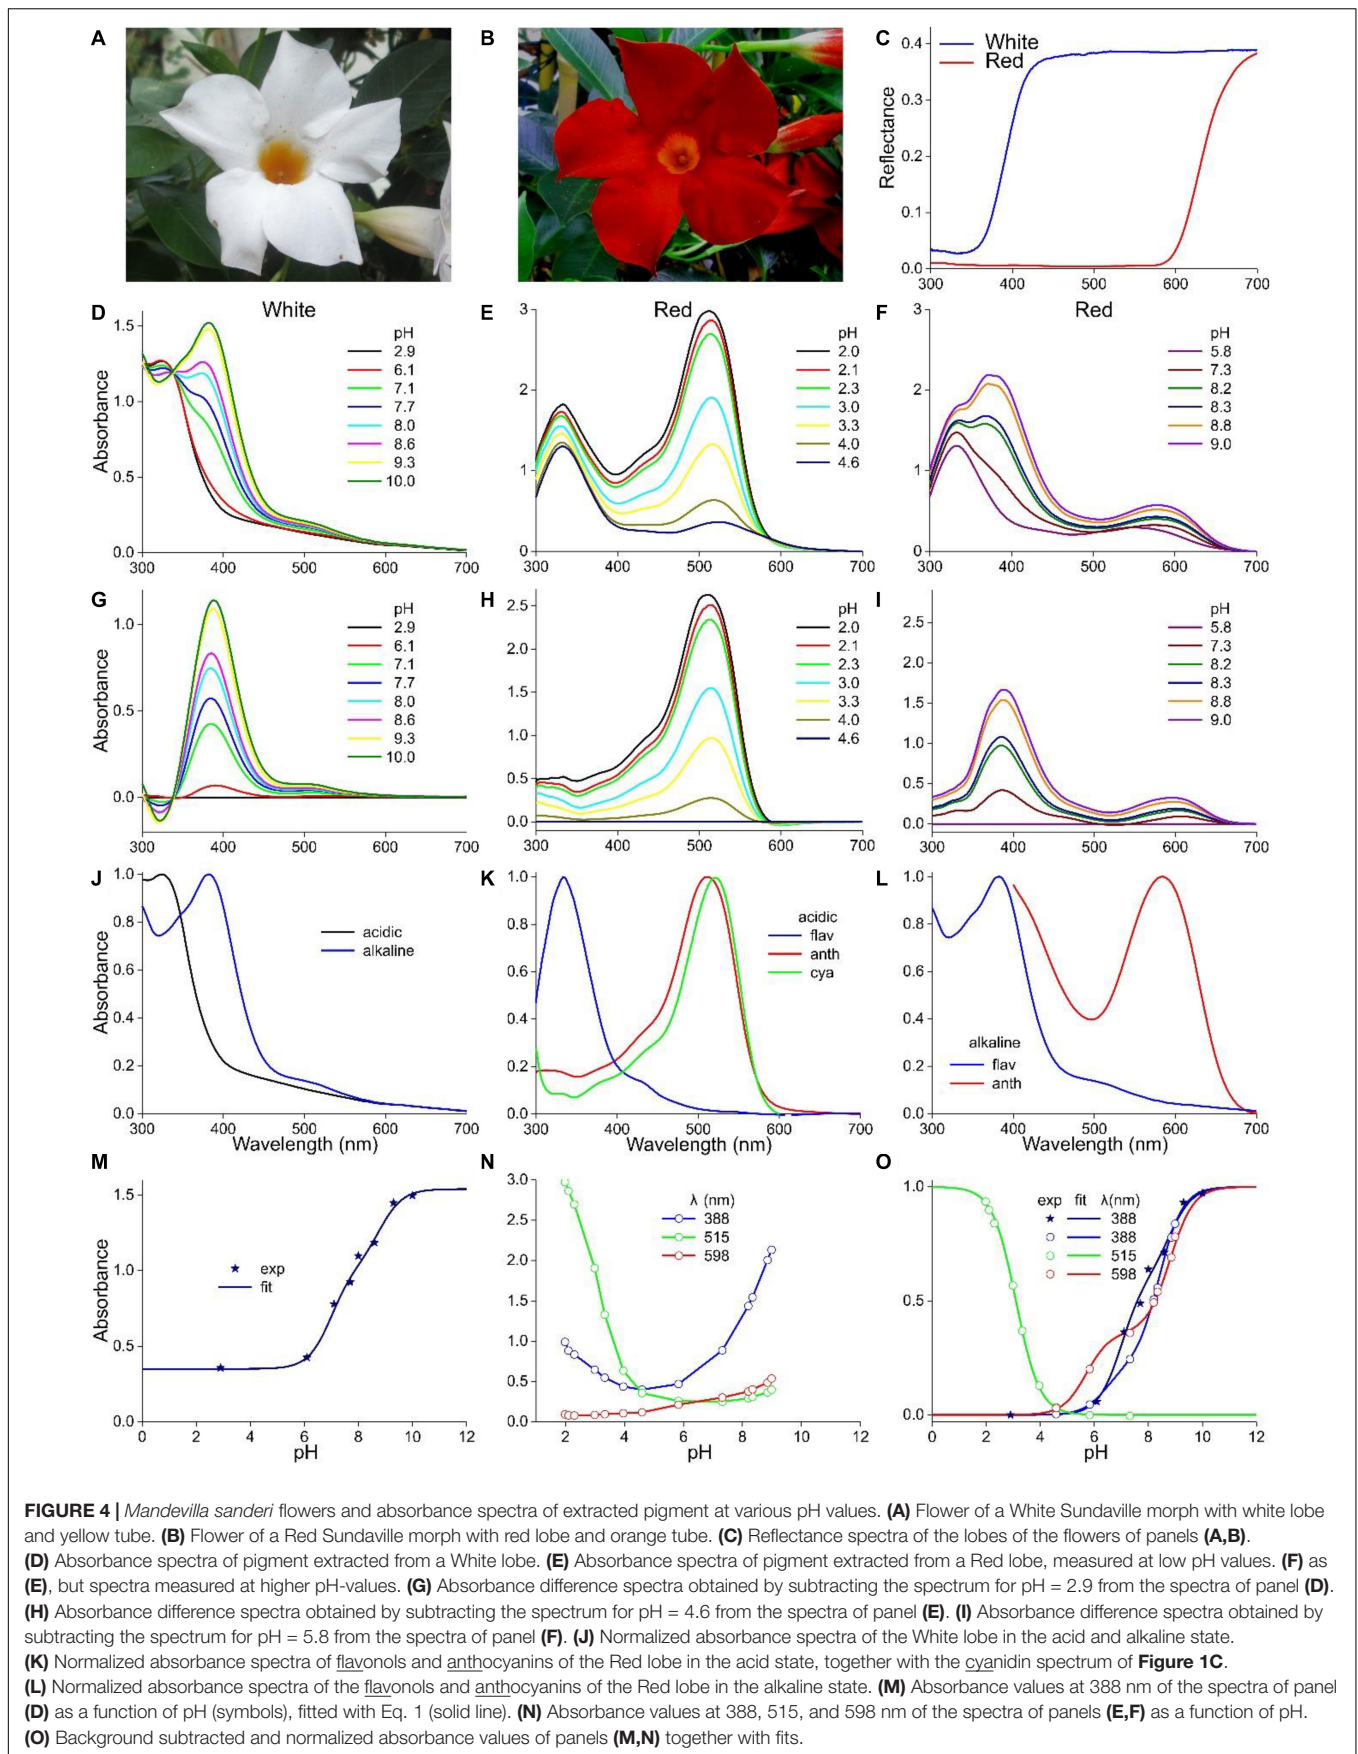 A
B
C
White
Red
Reflectance
0.4
0.3
0.2
0.1
0.0
300 400 500 600 700
D
White
Absorbance
1.5
1.0
0.5
0.0
300 400 500 600 700
pH
2.9
6.1
7.1
7.7
8.0
8.6
9.3
10.0
E
Red
3
2
1
0
300 400 500 600 700
pH
2.0
2.1
2.3
3.0
3.3
4.0
4.6
F
Red
3
2
1
0
300 400 500 600 700
pH
5.8
7.3
8.2
8.3
8.8
9.0
G
Absorbance
1.0
0.5
0.0
300 400 500 600 700
pH
2.9
6.1
7.1
7.7
8.0
8.6
9.3
10.0
H
2.5
2.0
1.5
1.0
0.5
0.0
300 400 500 600 700
pH
2.0
2.1
2.3
3.0
3.3
4.0
4.6
I
2.5
2.0
1.5
1.0
0.5
0.0
300 400 500 600 700
pH
5.8
7.3
8.2
8.3
8.8
9.0
J
Absorbance
1.0
0.8
0.6
0.4
0.2
0.0
acidic
alkaline
300 400 500 600 700
Wavelength (nm)
K
1.0
0.8
0.6
0.4
0.2
0.0
acidic
flav
anth
cya
300 400 500 600 700
Wavelength (nm)
L
1.0
0.8
0.6
0.4
0.2
0.0
alkaline
flav
anth
300 400 500 600 700
Wavelength (nm)
M
Absorbance
1.5
1.0
0.5
0.0
exp
fit
0 2 4 6 8 10 12
pH
N
3.0
2.5
2.0
1.5
1.0
0.5
0.0
λ (nm)
388
515
598
0 2 4 6 8 10 12
pH
O
1.0
0.5
0.0
exp fit λ(nm)
388
388
515
598
0 2 4 6 8 10 12
pH
FIGURE 4 | Mandevilla sanderi flowers and absorbance spectra of extracted pigment at various pH values. (A) Flower of a White Sundaville morph with white lobe
and yellow tube. (B) Flower of a Red Sundaville morph with red lobe and orange tube. (C) Reflectance spectra of the lobes of the flowers of panels (A,B).
(D) Absorbance spectra of pigment extracted from a White lobe. (E) Absorbance spectra of pigment extracted from a Red lobe, measured at low pH values. (F) as
(E), but spectra measured at higher pH-values. (G) Absorbance difference spectra obtained by subtracting the spectrum for pH = 2.9 from the spectra of panel (D).
(H) Absorbance difference spectra obtained by subtracting the spectrum for pH = 4.6 from the spectra of panel (E). (I) Absorbance difference spectra obtained by
subtracting the spectrum for pH = 5.8 from the spectra of panel (F). (J) Normalized absorbance spectra of the White lobe in the acid and alkaline state.
(K) Normalized absorbance spectra of flavonols and anthocyanins of the Red lobe in the acid state, together with the cyanidin spectrum of Figure 1C.
(L) Normalized absorbance spectra of the flavonols and anthocyanins of the Red lobe in the alkaline state. (M) Absorbance values at 388 nm of the spectra of panel
(D) as a function of pH (symbols), fitted with Eq. 1 (solid line). (N) Absorbance values at 388, 515, and 598 nm of the spectra of panels (E,F) as a function of pH.
(O) Background subtracted and normalized absorbance values of panels (M,N) together with fits.